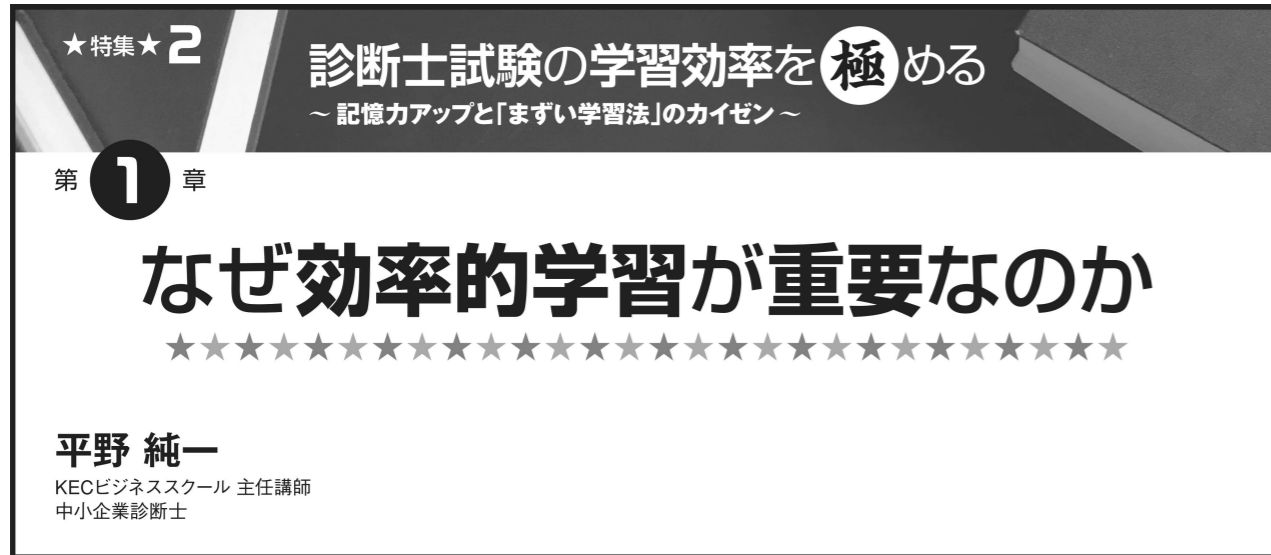 ★特集★2
診断士試験の学習効率を極める
～記憶力アップと「まずい学習法」のカイゼン～
第1章
なぜ効率的学習が重要なのか
平野 純一
KECビジネススクール 主任講師
中小企業診断士